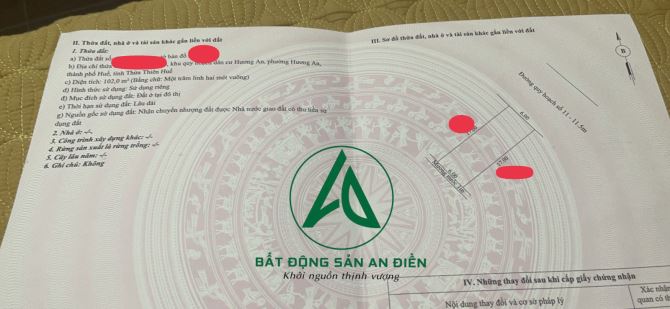 II. Thửa đất, nhà ở và tài sản khác gắn liền với đất
1. Thửa đất:
a) Thửa đất số bản đồ
b) Địa chỉ thửa , khu quy dân cư Hương An, phường Hương An,
thành phố Huế, tỉnh Thừa Thiên Huế
c) Diện tích: 102,0 m² (Bằng chữ: Một trăm linh hai mét vuông)
d) Hình thức sử dụng: Sử dụng riêng
đ) Mục đích sử dụng đất: Đất ở tại đô thị
e) Thời hạn sử dụng đất: Lâu dài
g) Nguồn gốc sử dụng đất: Nhận chuyển nhượng đất được Nhà nước giao đất có thu tiền sử
dụng đất
2. Nhà ở: -/-
3. Công trình xây dựng khác: -/-
4. Rừng sản xuất là rừng trồng: -/-
5. Cây lâu năm: -/-
6. Ghi chú: Không
III. Sơ đồ thửa đất, nhà ở và tài sản khác gắn liền với đất
B
Đường quy hoạch số 11 - 11.5m
6.00
17.00
6.00
Mương nước 1m
BẤT ĐỘNG SẢN AN ĐIỀN
Khởi nguồn thịnh vượng
IV. Những thay đổi sau khi cấp giấy chứng nhận
Nội dung thay đổi và cơ sở pháp lý
Xác nhận
quan có th